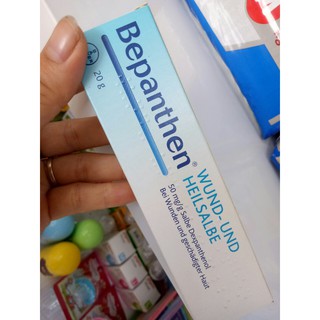 Bepanthen®
WUND- UND
HEILSALBE
50 mg/g Salbe Dexpanthenol
Bei Wunden und geschädigter Haut
20 g